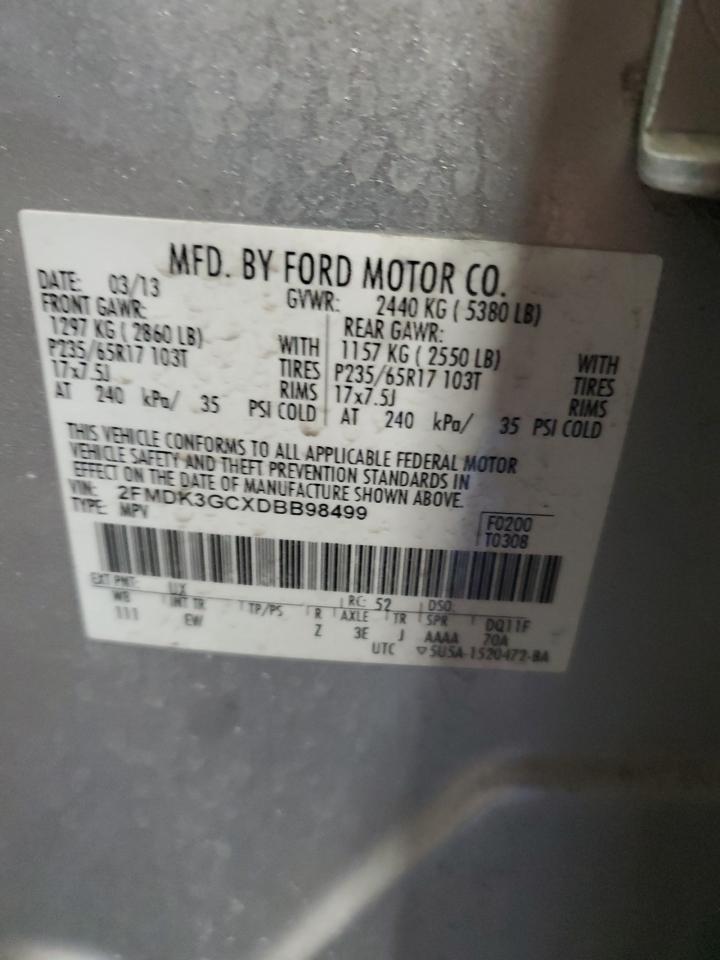 MFD. BY FORD MOTOR CO.
DATE: 03/13 GVWR: 2440 KG ( 5380 LB)
FRONT GAWR: REAR GAWR:
1297 KG ( 2860 LB) WITH 1157 KG ( 2550 LB) WITH
P235/65R17 103T TIRES P235/65R17 103T TIRES
17x7.5J RIMS 17x7.5J RIMS
AT 240 kPa/ 35 PSI COLD AT 240 kPa/ 35 PSI COLD
THIS VEHICLE CONFORMS TO ALL APPLICABLE FEDERAL MOTOR
VEHICLE SAFETY AND THEFT PREVENTION STANDARDS IN
EFFECT ON THE DATE OF MANUFACTURE SHOWN ABOVE.
VIN: 2FMDK3GCXDBB98499
TYPE: MPV
F0200
T0308
EXT PNT: UX RC: 52 DSO:
WB INT TR TP/PS R AXLE TR SPR DQ11F
111 EW Z 3E J AAAA 70A
UTC ▽5U5A-1520472-BA